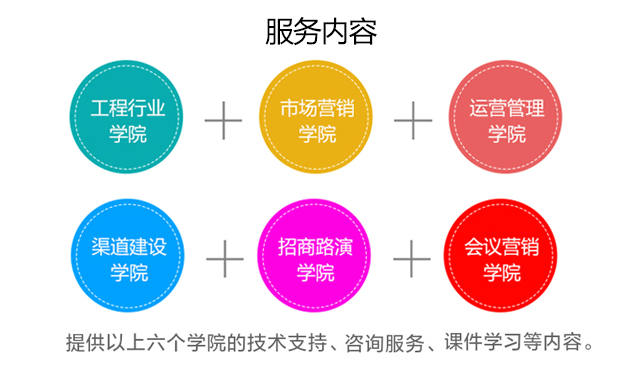 服务内容
工程行业
学院
市场营销
学院
运营管理
学院
渠道建设
学院
招商路演
学院
会议营销
学院
提供以上六个学院的技术支持、咨询服务、课件学习等内容。